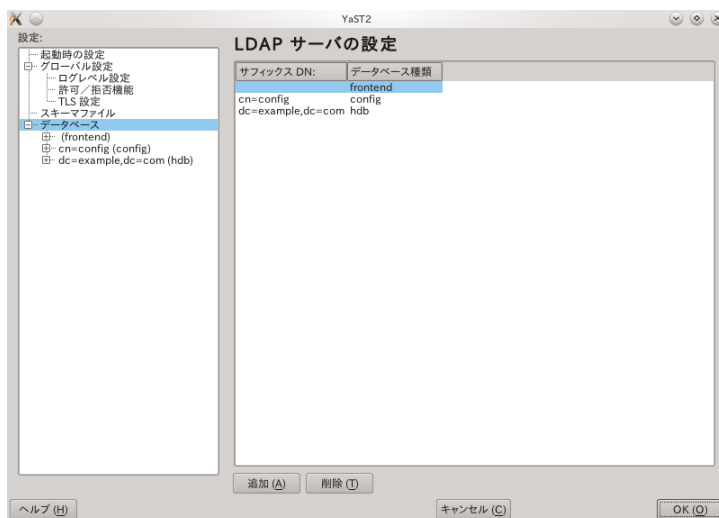 YaST2
設定:
起動時の設定
グローバル設定
ログレベル設定
許可／拒否機能
TLS 設定
スキーマファイル
データベース
(frontend)
cn=config (config)
dc=example,dc=com (hdb)
LDAP サーバの設定
サフィックス DN: データベース種類
frontend
cn=config config
dc=example,dc=com hdb
追加 (A) 削除 (T)
ヘルプ (H) キャンセル (C) OK (O)